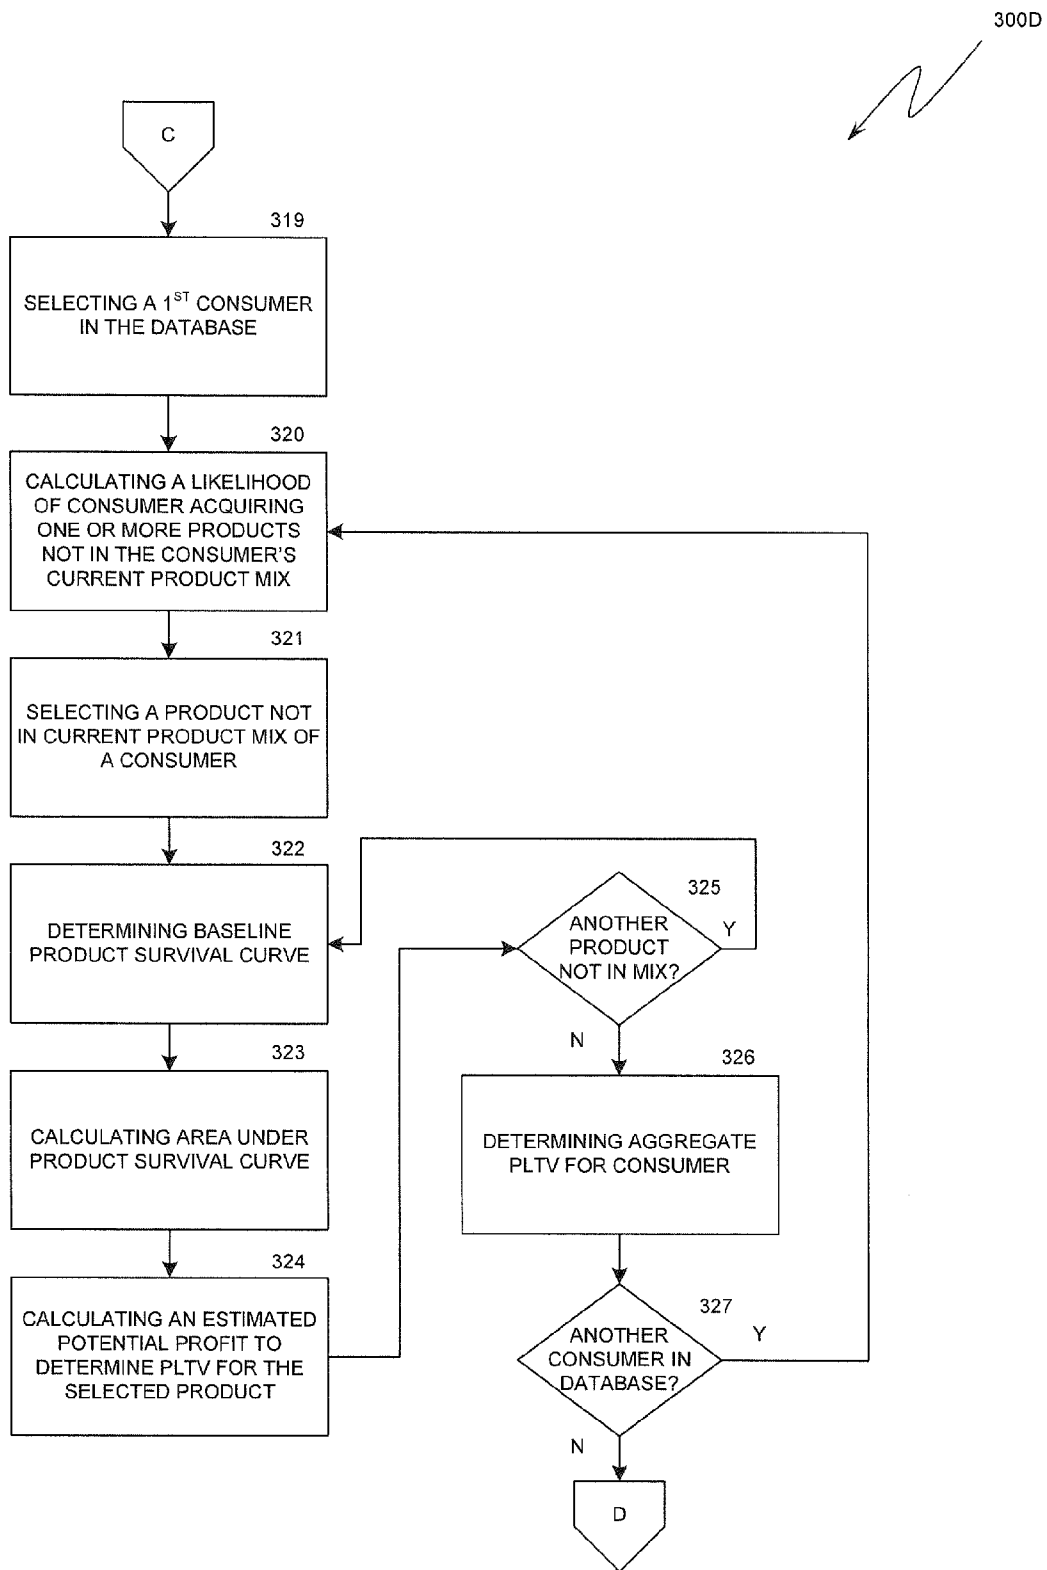 300D
C
319
SELECTING A 1ST CONSUMER
IN THE DATABASE
320
CALCULATING A LIKELIHOOD
OF CONSUMER ACQUIRING
ONE OR MORE PRODUCTS
NOT IN THE CONSUMER'S
CURRENT PRODUCT MIX
321
SELECTING A PRODUCT NOT
IN CURRENT PRODUCT MIX OF
A CONSUMER
322
DETERMINING BASELINE
PRODUCT SURVIVAL CURVE
323
CALCULATING AREA UNDER
PRODUCT SURVIVAL CURVE
324
CALCULATING AN ESTIMATED
POTENTIAL PROFIT TO
DETERMINE PLTV FOR THE
SELECTED PRODUCT
325
ANOTHER
PRODUCT
NOT IN MIX?
Y
N
326
DETERMINING AGGREGATE
PLTV FOR CONSUMER
327
ANOTHER
CONSUMER IN
DATABASE?
Y
N
D